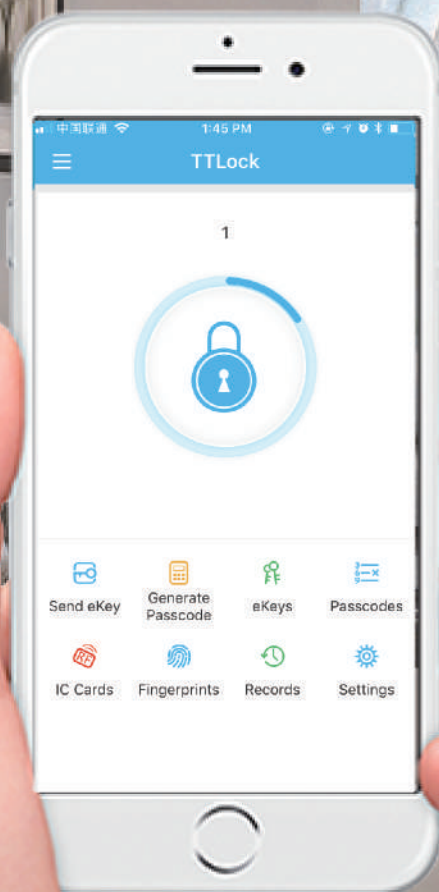 中国联通
1:45 PM
TTLock
1
Send eKey
Generate
Passcode
eKeys
Passcodes
RF
IC Cards
Fingerprints
Records
Settings